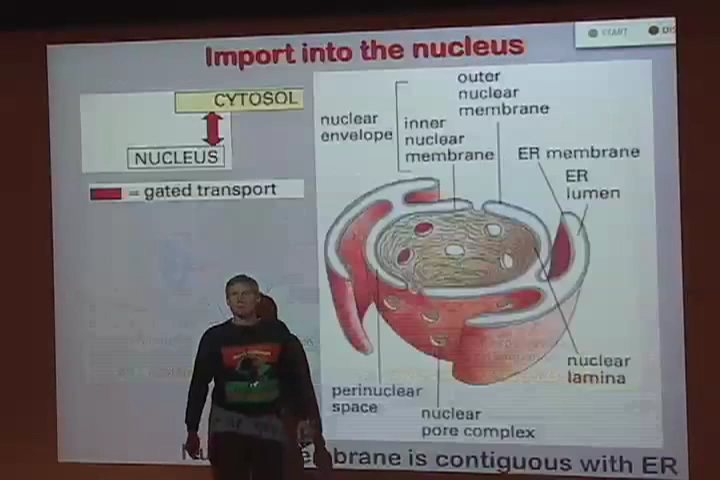 Import into the nucleus
START
CYTOSOL
NUCLEUS
= gated transport
nuclear
envelope
outer
nuclear
membrane
inner
nuclear
membrane
ER membrane
ER
lumen
nuclear
lamina
perinuclear
space
nuclear
pore complex
is contiguous with ER